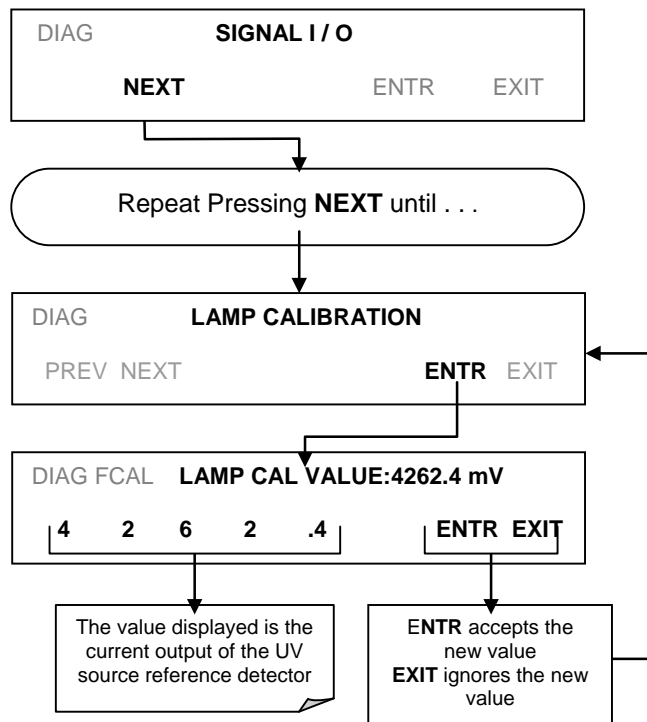 DIAG SIGNAL I / O
NEXT ENTR EXIT
Repeat Pressing NEXT until . . .
DIAG LAMP CALIBRATION
PREV NEXT ENTR EXIT
DIAG FCAL LAMP CAL VALUE:4262.4 mV
4 2 6 2 .4 ENTR EXIT
The value displayed is the
current output of the UV
source reference detector
ENTR accepts the
new value
EXIT ignores the new
value